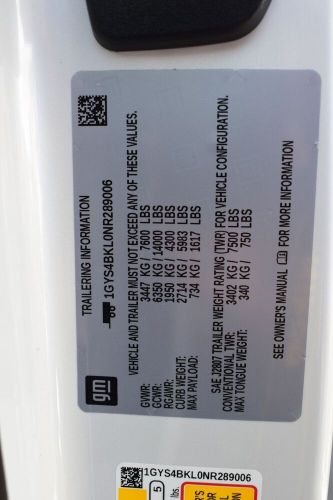 gm
TRAILERING INFORMATION
1GYS4BKL0NR289006
VEHICLE AND TRAILER MUST NOT EXCEED ANY OF THESE VALUES.
GVWR: 3447 KG / 7600 LBS
GCWR: 6350 KG / 14000 LBS
RGAWR: 1950 KG / 4300 LBS
CURB WEIGHT: 2714 KG / 5983 LBS
MAX PAYLOAD: 734 KG / 1617 LBS
SAE J2807 TRAILER WEIGHT RATING (TWR) FOR VEHICLE CONFIGURATION.
CONVENTIONAL TWR: 3402 KG / 7500 LBS
MAX TONGUE WEIGHT: 340 KG / 750 LBS
SEE OWNER'S MANUAL FOR MORE INFORMATION
1GYS4BKL0NR289006
5
lbs.